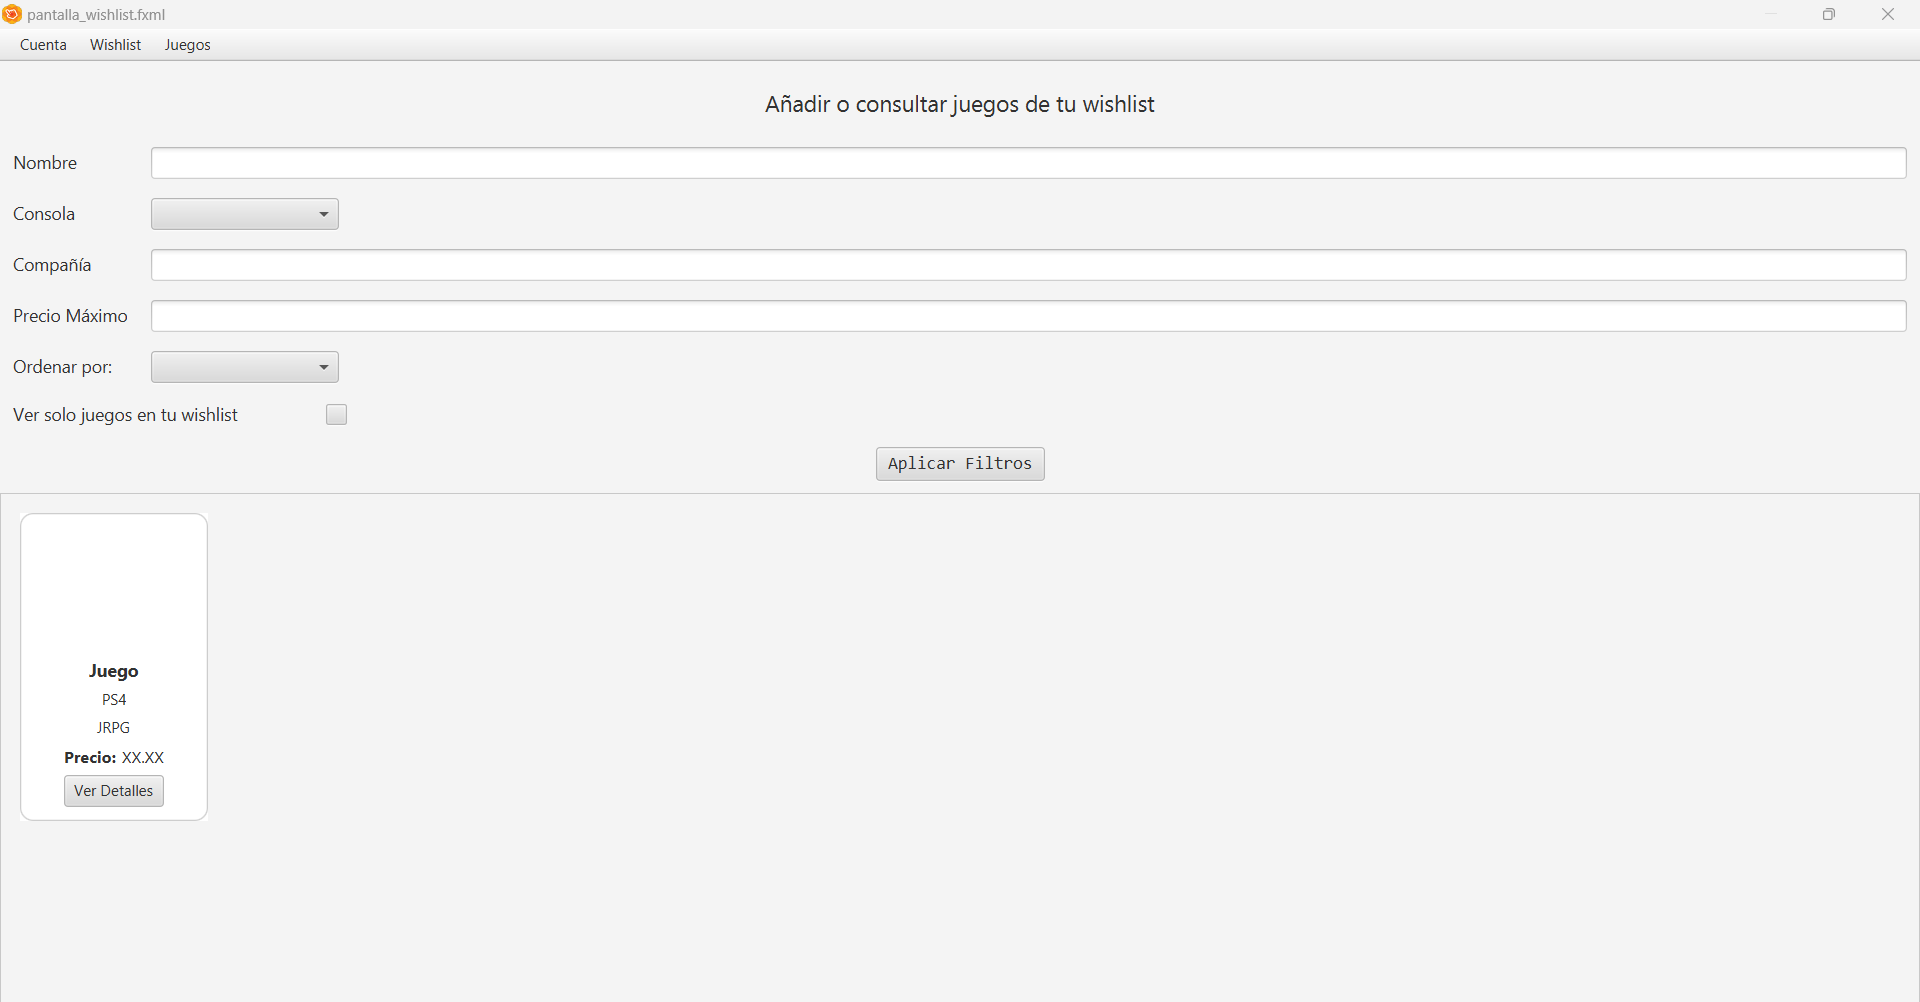 pantalla_wishlist.fxml
Cuenta Wishlist Juegos
Añadir o consultar juegos de tu wishlist
Nombre
Consola
Compañía
Precio Máximo
Ordenar por:
Ver solo juegos en tu wishlist
Aplicar Filtros
Juego
PS4
JRPG
Precio: XX.XX
Ver Detalles